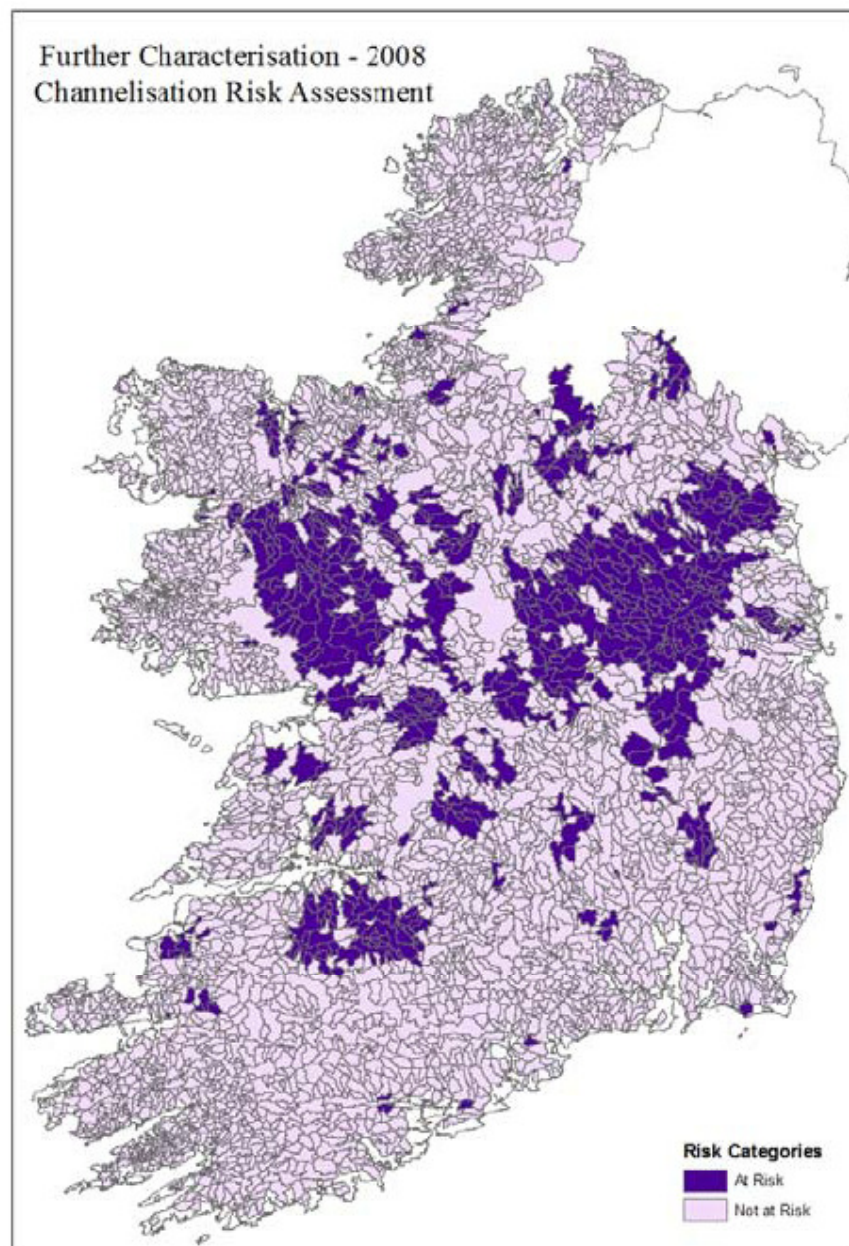 Further Characterisation - 2008
Channelisation Risk Assessment
Risk Categories
At Risk
Not at Risk